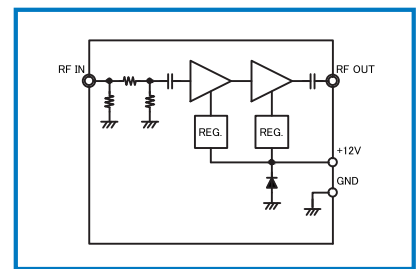 RF IN
RF OUT
REG.
REG.
+12V
GND